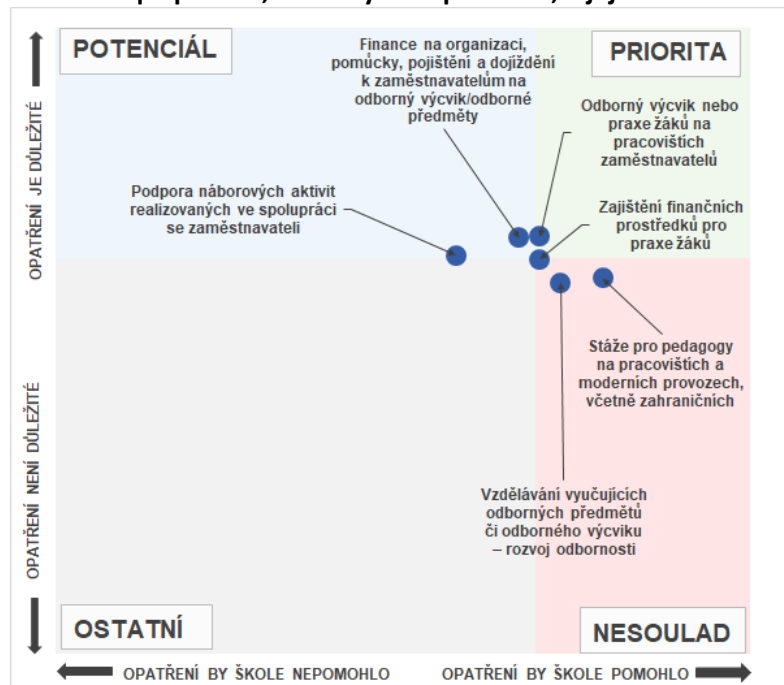 POTENCIÁL
Finance na organizaci,
pomůcky, pojištění a dojíždění
k zaměstnavatelům na
odborný výcvik/odborné
předměty
PRIORITA
Odborný výcvik nebo
praxe žáků na
pracovištích
zaměstnavatelů
Podpora náborových aktivit
realizovaných ve spolupráci
se zaměstnavateli
Zajištění finančních
prostředků pro
praxe žáků
OPATŘENÍ JE DŮLEŽITÉ
Stáže pro pedagogy
na pracovištích a
moderních provozech,
včetně zahraničních
OPATŘENÍ NENÍ DŮLEŽITÉ
Vzdělávání vyučujících
odborných předmětů
či odborného výcviku
– rozvoj odbornosti
OSTATNÍ
NESOULAD
OPATŘENÍ BY ŠKOLE NEPOMOHLO
OPATŘENÍ BY ŠKOLE POMOHLO